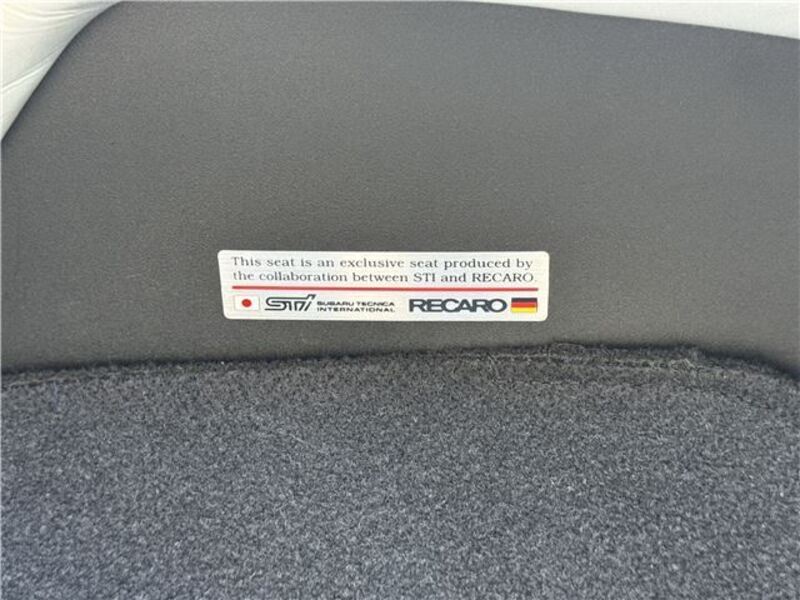 This seat is an exclusive seat produced by
the collaboration between STI and RECARO.
STI SUBARU TECNICA INTERNATIONAL RECARO